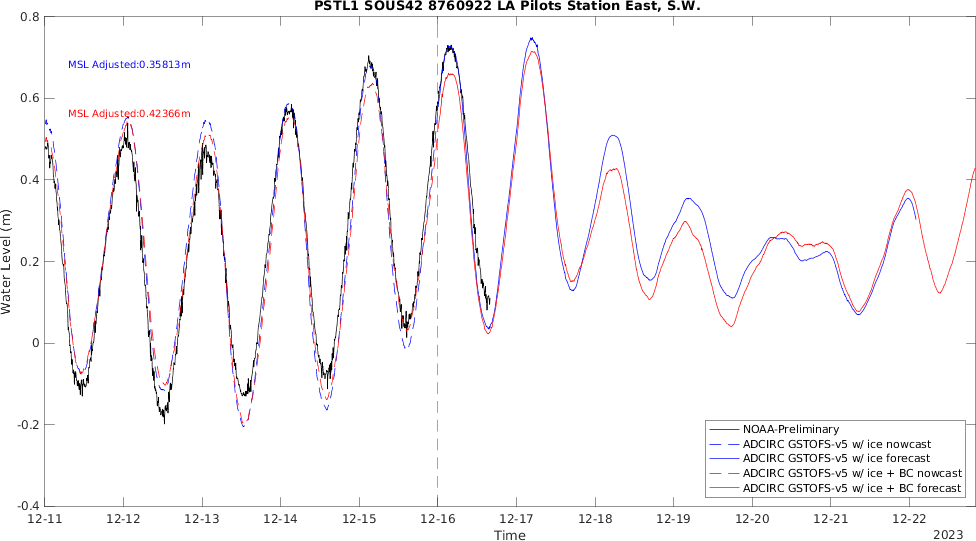 PSTL1 SOUS42 8760922 LA Pilots Station East, S.W.
0.8
MSL Adjusted:0.35813m
0.6
MSL Adjusted:0.42366m
0.4
Water Level (m)
0.2
0
-0.2
-0.4
NOAA-Preliminary
ADCIRC GSTOFS-v5 w/ ice nowcast
ADCIRC GSTOFS-v5 w/ ice forecast
ADCIRC GSTOFS-v5 w/ ice + BC nowcast
ADCIRC GSTOFS-v5 w/ ice + BC forecast
12-11 12-12 12-13 12-14 12-15 12-16 12-17 12-18 12-19 12-20 12-21 12-22
Time
2023